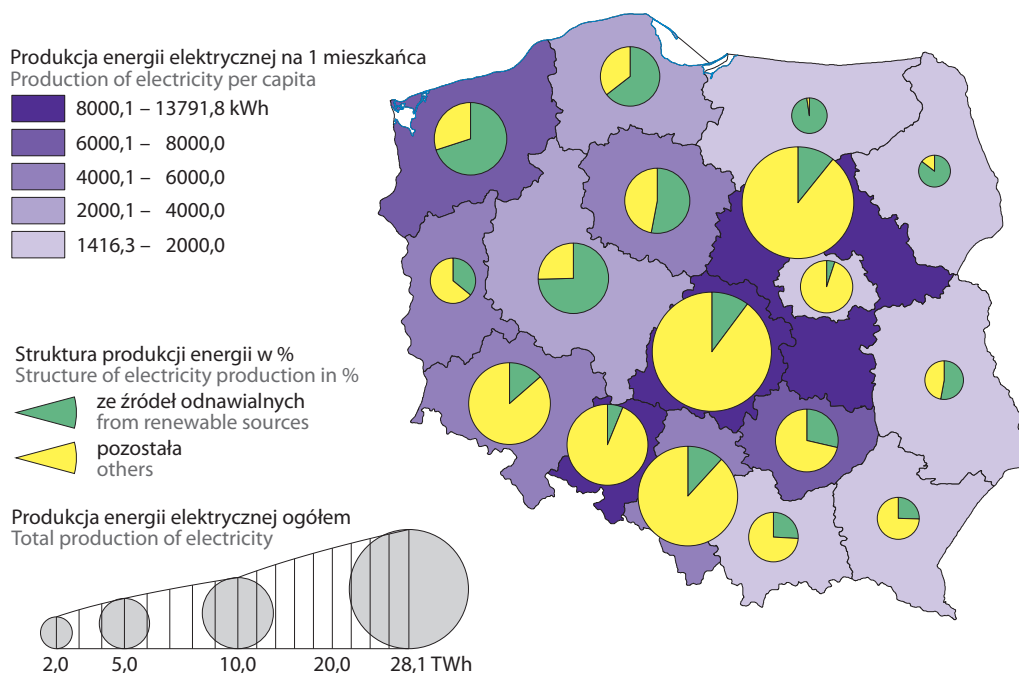 Produkcja energii elektrycznej na 1 mieszkańca
Production of electricity per capita
8000,1 – 13791,8 kWh
6000,1 – 8000,0
4000,1 – 6000,0
2000,1 – 4000,0
1416,3 – 2000,0
Struktura produkcji energii w %
Structure of electricity production in %
ze źródeł odnawialnych
from renewable sources
pozostała
others
Produkcja energii elektrycznej ogółem
Total production of electricity
2,0 5,0 10,0 20,0 28,1 TWh